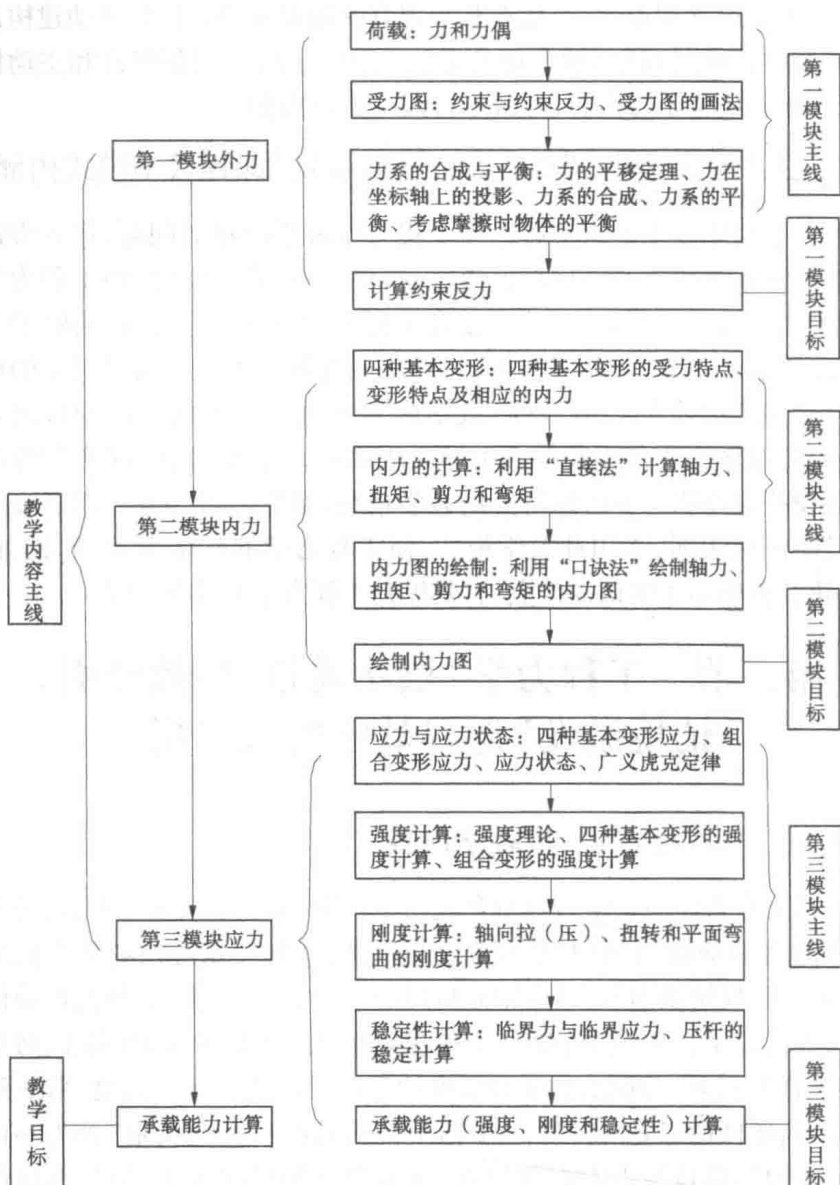 荷载：力和力偶
受力图：约束与约束反力、受力图的画法
第一模块外力
力系的合成与平衡：力的平移定理、力在
坐标轴上的投影、力系的合成、力系的平
衡、考虑摩擦时物体的平衡
计算约束反力
第一模块主线
第一模块目标
四种基本变形：四种基本变形的受力特点、
变形特点及相应的内力
内力的计算：利用“直接法”计算轴力、
扭矩、剪力和弯矩
教学内容主线
第二模块内力
内力图的绘制：利用“口诀法”绘制轴力、
扭矩、剪力和弯矩的内力图
绘制内力图
第二模块主线
第二模块目标
应力与应力状态：四种基本变形应力、组
合变形应力、应力状态、广义虎克定律
强度计算：强度理论、四种基本变形的强
度计算、组合变形的强度计算
第三模块应力
刚度计算：轴向拉（压）、扭转和平面弯
曲的刚度计算
稳定性计算：临界力与临界应力、压杆的
稳定计算
第三模块主线
教学目标
承载能力计算
承载能力（强度、刚度和稳定性）计算
第三模块目标